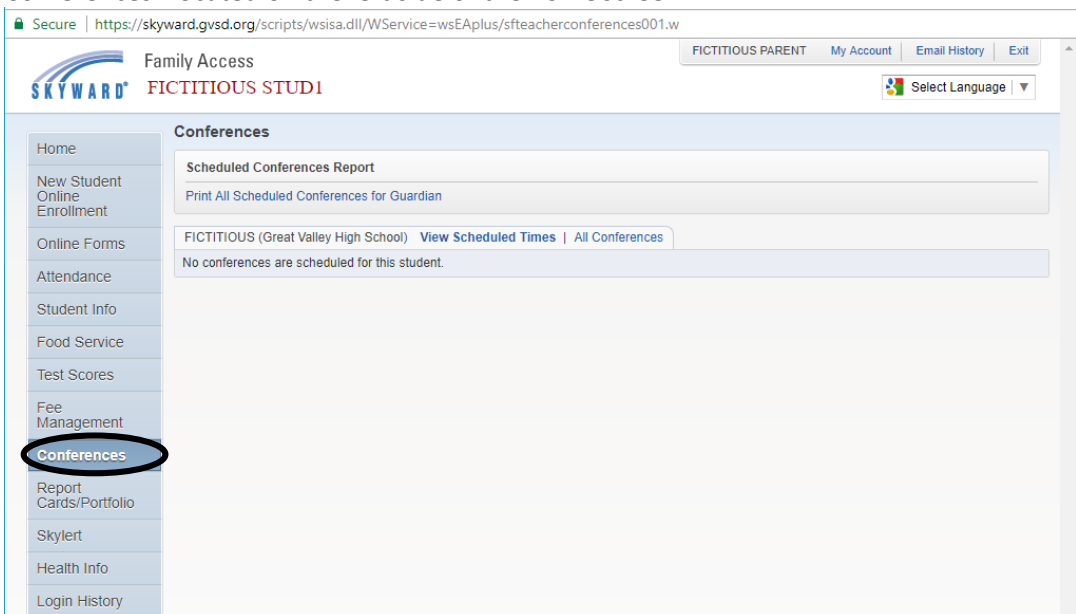 Secure | https://skyward.gvsd.org/scripts/wsisa.dll/WService=wsEAplus/sfteacherconferences001.w
FICTITIOUS PARENT My Account Email History Exit
Family Access
SKYWARD® FICTITIOUS STUD1
Select Language ▼
Conferences
Scheduled Conferences Report
Print All Scheduled Conferences for Guardian
FICTITIOUS (Great Valley High School) View Scheduled Times | All Conferences
No conferences are scheduled for this student.
Home
New Student
Online
Enrollment
Online Forms
Attendance
Student Info
Food Service
Test Scores
Fee
Management
Conferences
Report
Cards/Portfolio
Skylert
Health Info
Login History